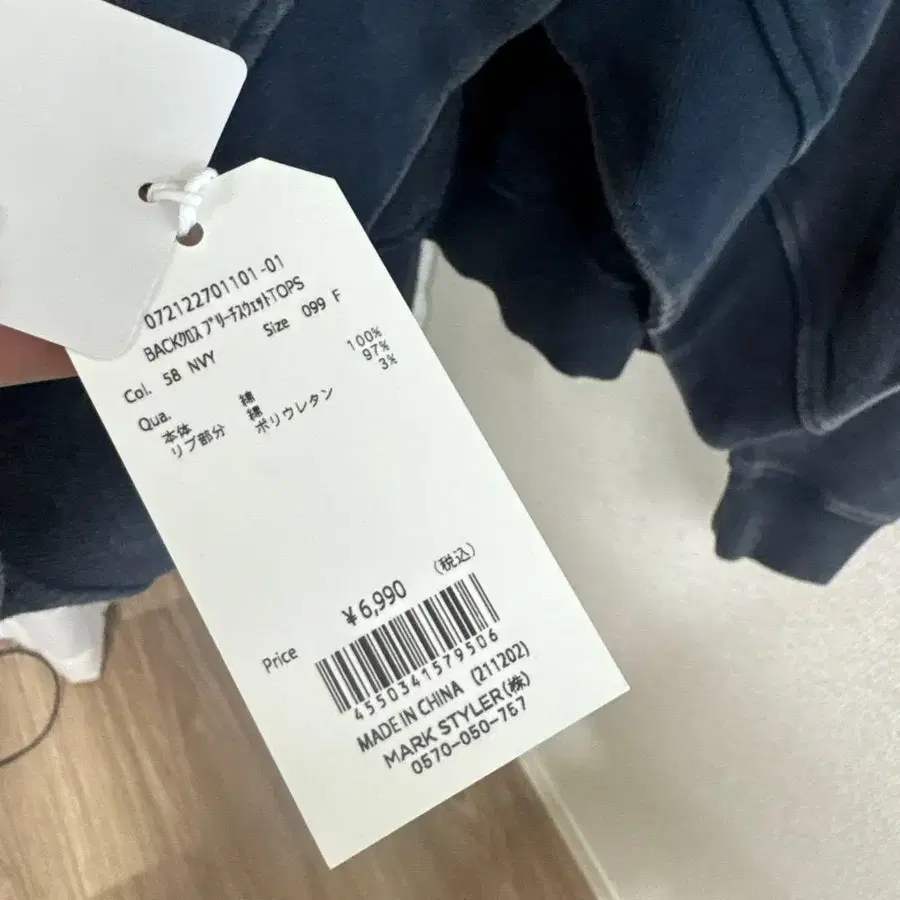 072122701101-01
BACKｸﾛｽ ﾌﾞﾘｰﾁｽｳｪｯﾄTOPS
Col. 58 NVY Size 099 F
Qua.
本体 綿 100%
リブ部分 綿 97%
ポリウレタン 3%
¥6,990 (税込)
Price
4550341579506
MADE IN CHINA (211202)
MARK STYLER(株)
0570-050-767